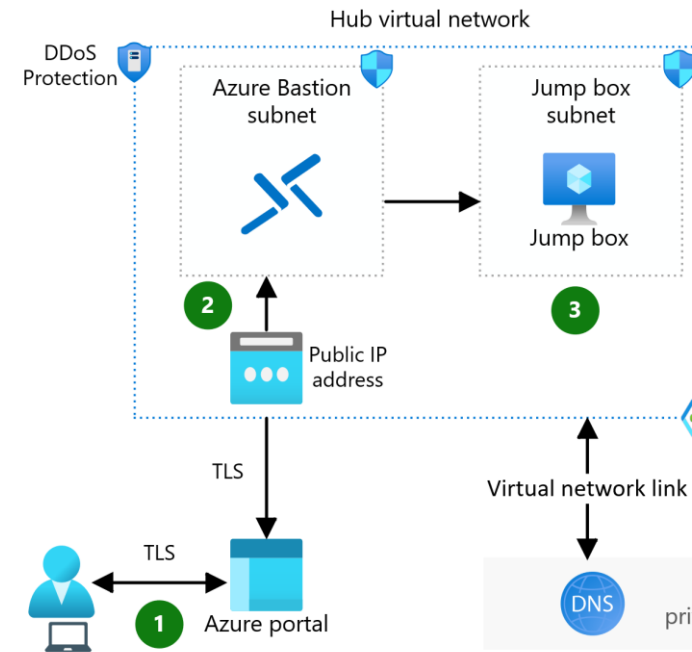 Hub virtual network
DDoS
Protection
Azure Bastion
subnet
Jump box
subnet
Jump box
2
3
Public IP
address
TLS
Virtual network link
TLS
1
Azure portal
DNS